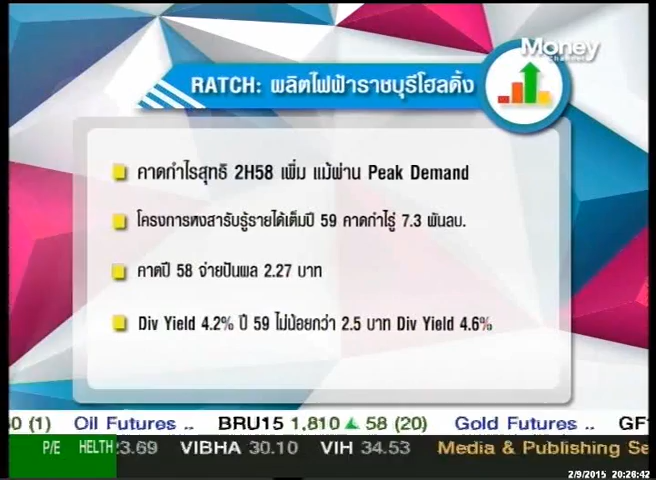 Money
Channel
RATCH: ผลิตไฟฟ้าราชบุรีโฮลดิ้ง
คาดกำไรสุทธิ 2H58 เพิ่ม แม้ผ่าน Peak Demand
โครงการหงสารับรู้รายได้เต็มปี 59 คาดกำไรู่ 7.3 พันลบ.
คาดปี 58 จ่ายปันผล 2.27 บาท
Div Yield 4.2% ปี 59 ไม่น้อยกว่า 2.5 บาท Div Yield 4.6%
0 (1) Oil Futures .. BRU15 1,810 ▲ 58 (20) Gold Futures .. GF
P/E HELTH 23.69 VIBHA 30.10 VIH 34.53 Media & Publishing Se
2/9/2015 20:26:42